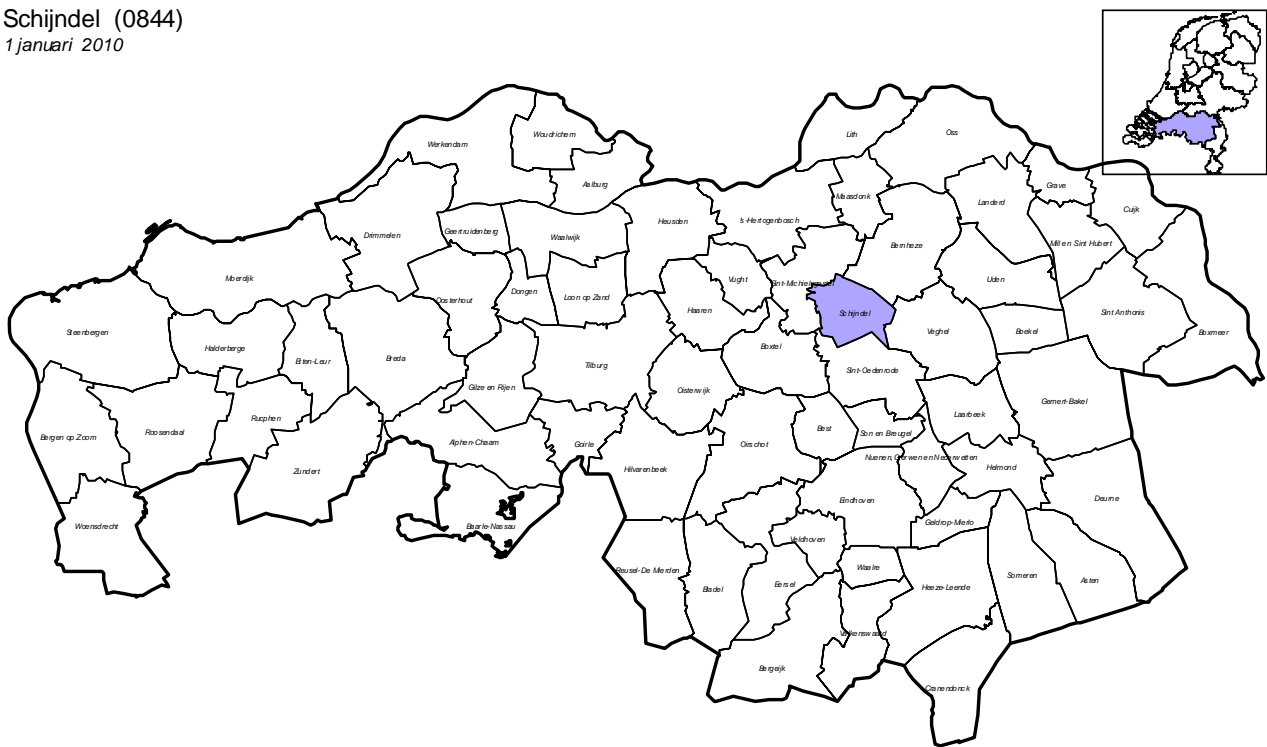 Schijndel (0844)
1 januari 2010
Lith
Oss
Woudrichem
Werkendam
Aalburg
Grave
Maasdonk
Landerd
Cuijk
Heusden
's-Hertogenbosch
Geertruidenberg
Drimmelen
Waalwijk
Bernheze
Mill en Sint Hubert
Moerdijk
Vught
Sint-Michielsgestel
Uden
Dongen
Loon op Zand
Oosterhout
Haaren
Schijndel
Sint Anthonis
Steenbergen
Veghel
Boekel
Boxmeer
Halderberge
Boxtel
Etten-Leur
Breda
Tilburg
Sint-Oedenrode
Gilze en Rijen
Oisterwijk
Gemert-Bakel
Laarbeek
Rucphen
Roosendaal
Bergen op Zoom
Best
Son en Breugel
Alphen-Chaam
Goirle
Oirschot
Nuenen, Gerwen en Nederwetten
Zundert
Hilvarenbeek
Helmond
Eindhoven
Deurne
Woensdrecht
Baarle-Nassau
Geldrop-Mierlo
Veldhoven
Reusel-De Mierden
Waalre
Someren
Asten
Eersel
Bladel
Heeze-Leende
Valkenswaard
Bergeijk
Cranendonck